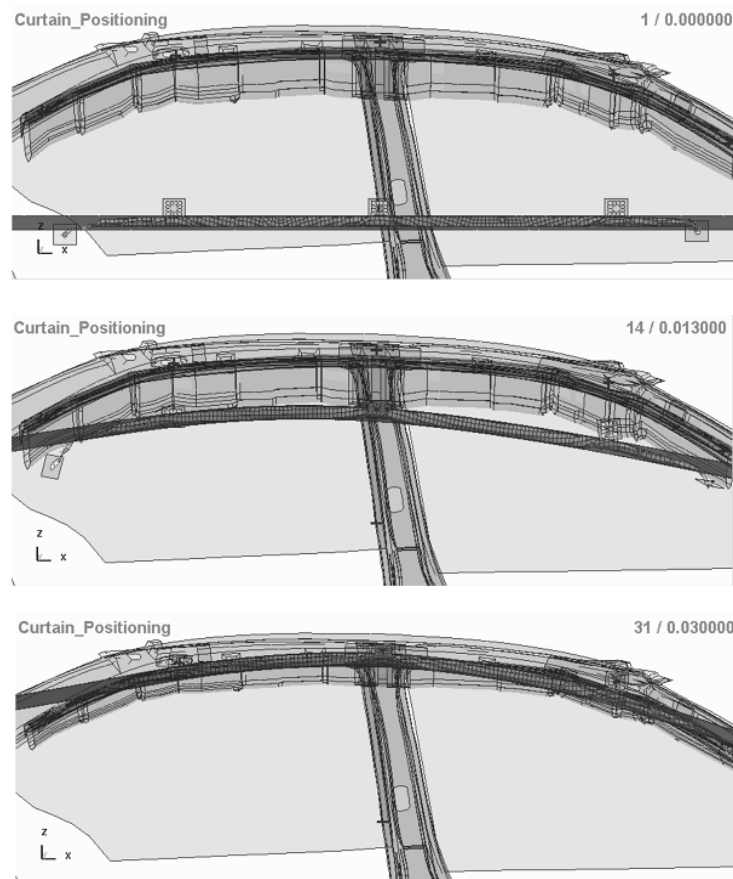 Curtain_Positioning 1 / 0.000000
z
x
Curtain_Positioning 14 / 0.013000
z
x
Curtain_Positioning 31 / 0.030000
z
x